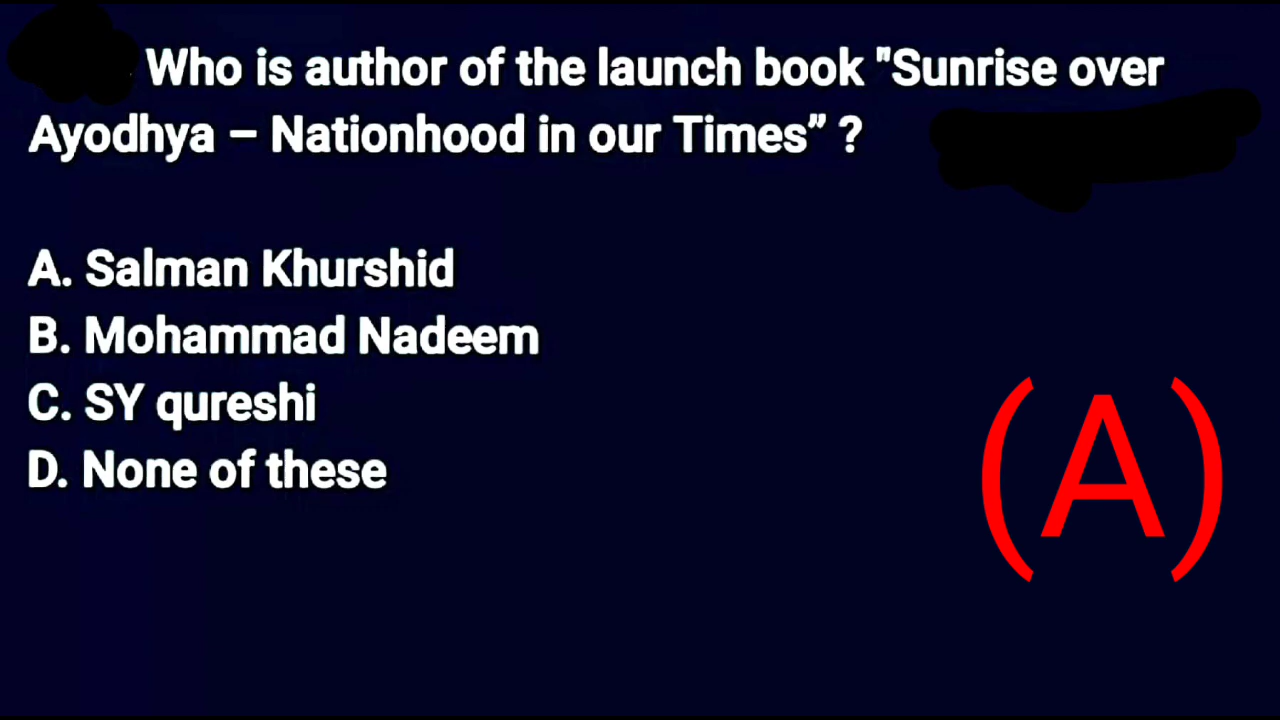 Who is author of the launch book "Sunrise over
Ayodhya – Nationhood in our Times” ?
A. Salman Khurshid
B. Mohammad Nadeem
C. SY qureshi
D. None of these
(A)